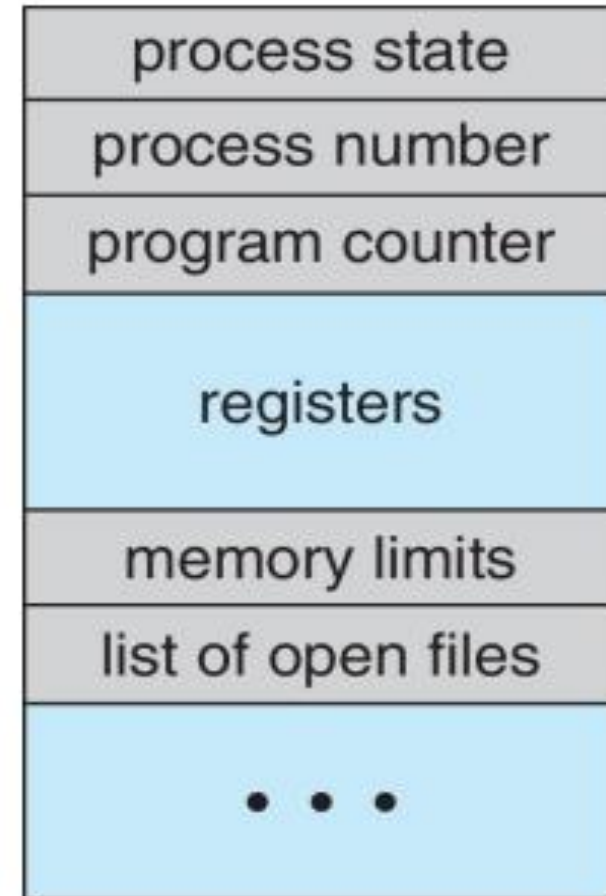 process state
process number
program counter
registers
memory limits
list of open files
• • •